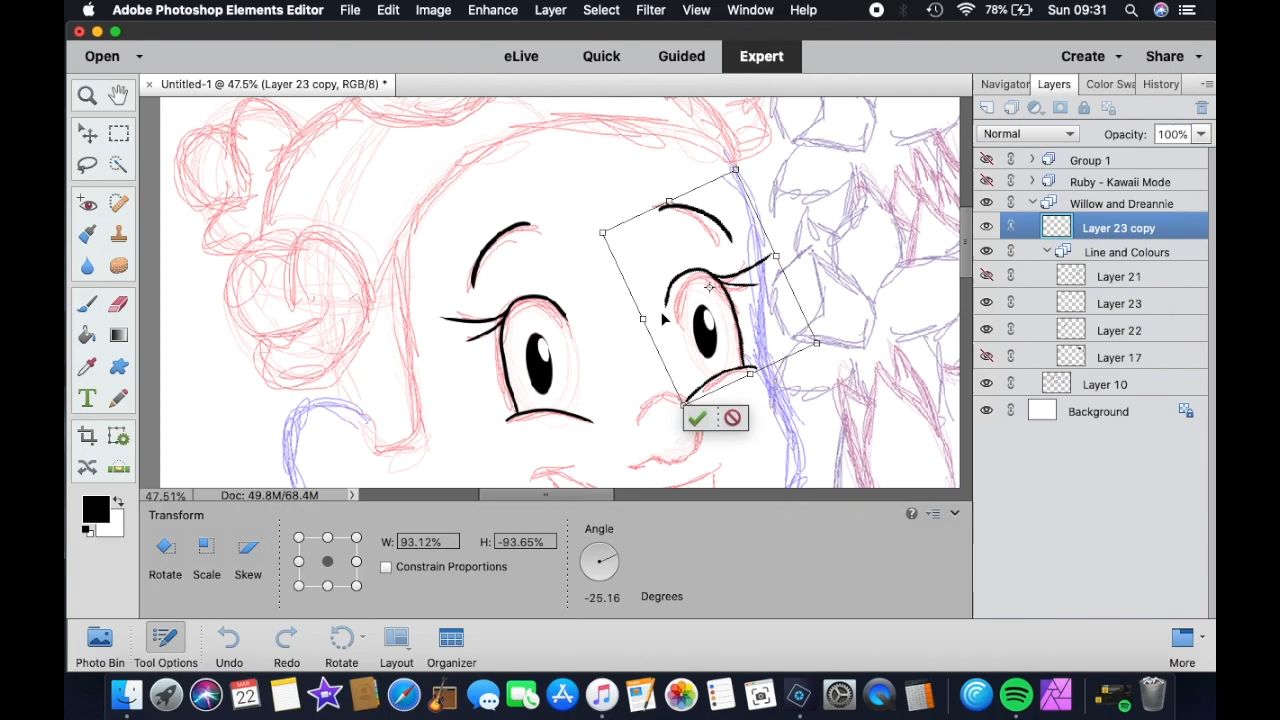 Adobe Photoshop Elements Editor File Edit Image Enhance Layer Select Filter View Window Help 78% Sun 09:31
Open eLive Quick Guided Expert Create Share
× Untitled-1 @ 47.5% (Layer 23 copy, RGB/8) *
Navigator Layers Color Swa History
Normal Opacity: 100%
Group 1
Ruby - Kawaii Mode
Willow and Dreannie
Layer 23 copy
Line and Colours
Layer 21
Layer 23
Layer 22
Layer 17
Layer 10
Background
T
47.51% Doc: 49.8M/68.4M
Transform
Rotate Scale Skew
W: 93.12% H: -93.65%
Constrain Proportions
Angle
-25.16 Degrees
Photo Bin Tool Options Undo Redo Rotate Layout Organizer More
22